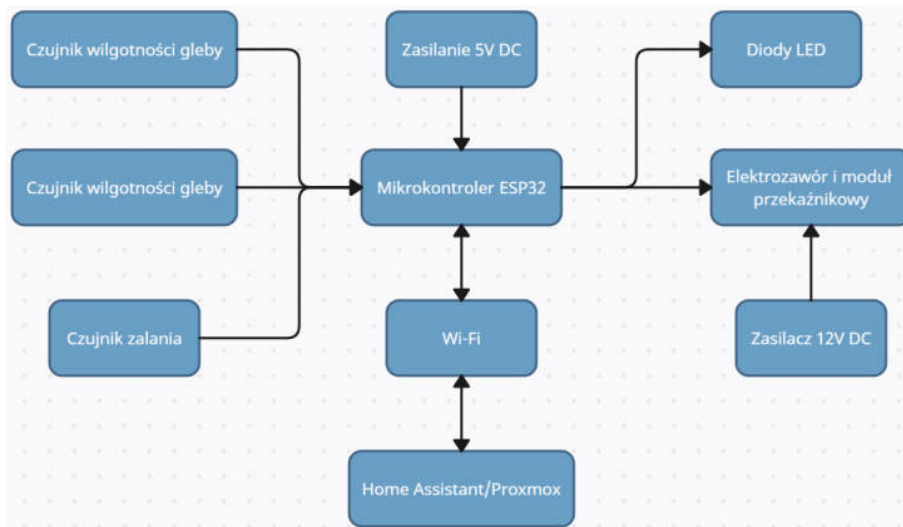 Czujnik wilgotności gleby
Zasilanie 5V DC
Diody LED
Czujnik wilgotności gleby
Mikrokontroler ESP32
Elektrozawór i moduł
przekaźnikowy
Czujnik zalania
Wi-Fi
Zasilacz 12V DC
Home Assistant/Proxmox